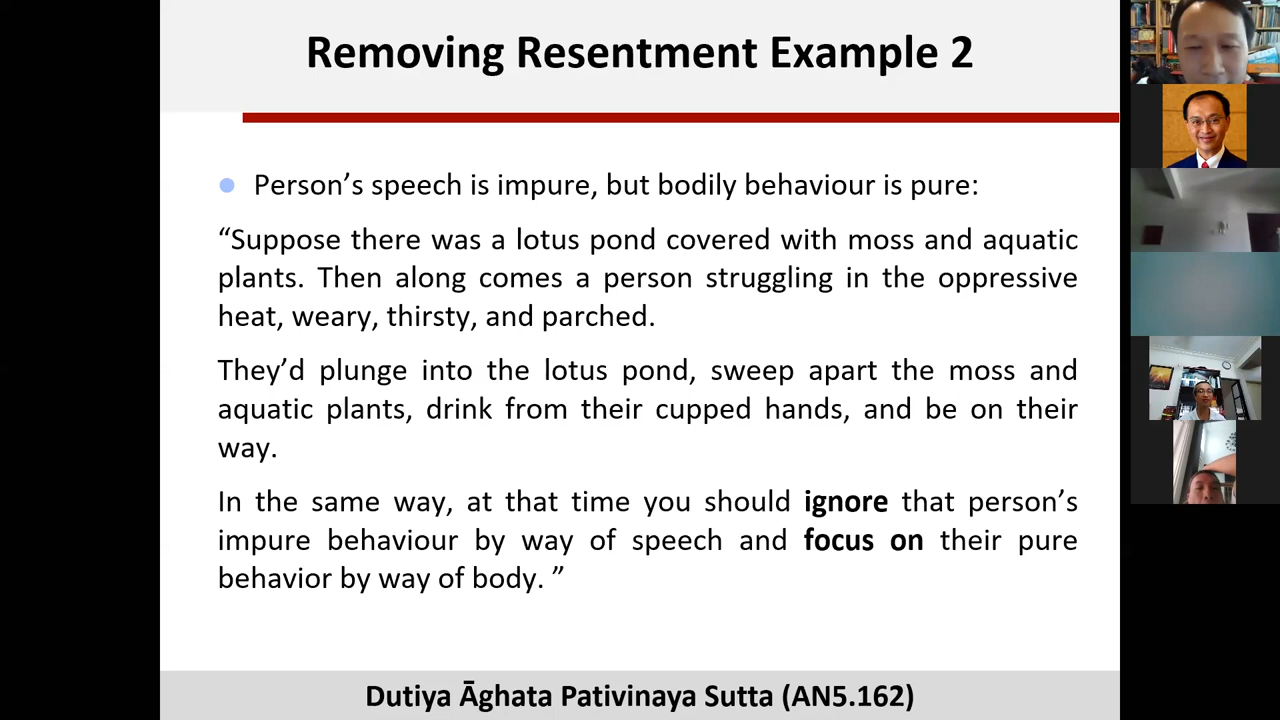 Removing Resentment Example 2
Person’s speech is impure, but bodily behaviour is pure:
“Suppose there was a lotus pond covered with moss and aquatic
plants. Then along comes a person struggling in the oppressive
heat, weary, thirsty, and parched.
They’d plunge into the lotus pond, sweep apart the moss and
aquatic plants, drink from their cupped hands, and be on their
way.
In the same way, at that time you should ignore that person’s
impure behaviour by way of speech and focus on their pure
behavior by way of body. ”
Dutiya Āghata Pativinaya Sutta (AN5.162)